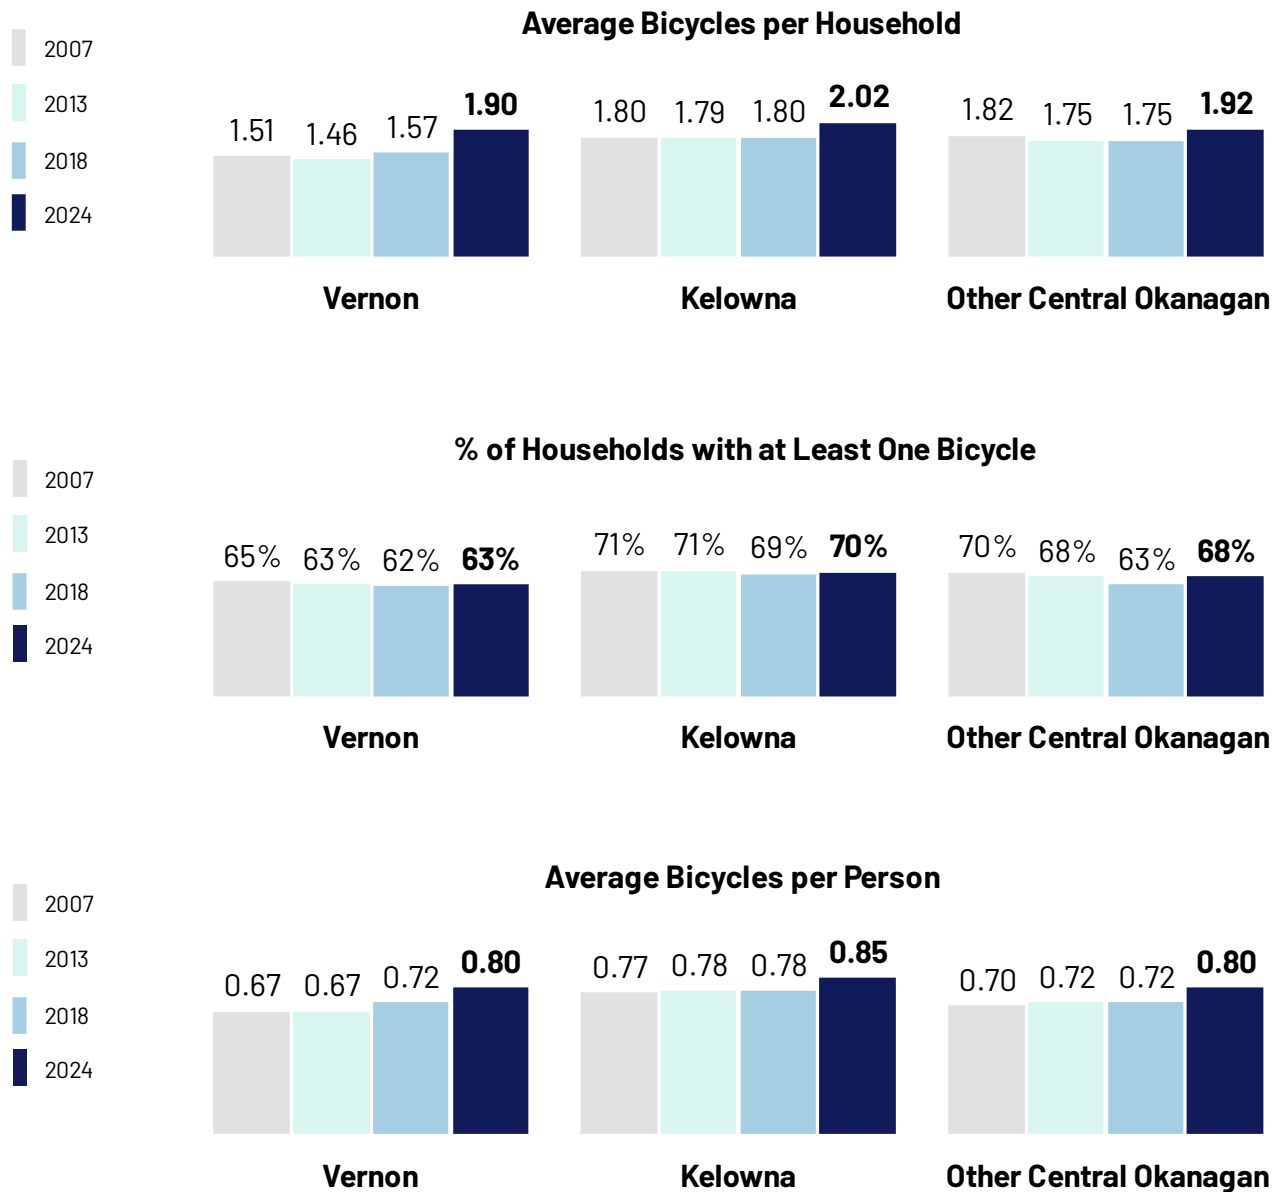 Average Bicycles per Household
2007
2013
2018
2024
1.51 1.46 1.57 1.90
1.80 1.79 1.80 2.02
1.82 1.75 1.75 1.92
Vernon Kelowna Other Central Okanagan
% of Households with at Least One Bicycle
2007
2013
2018
2024
65% 63% 62% 63%
71% 71% 69% 70%
70% 68% 63% 68%
Vernon Kelowna Other Central Okanagan
Average Bicycles per Person
2007
2013
2018
2024
0.67 0.67 0.72 0.80
0.77 0.78 0.78 0.85
0.70 0.72 0.72 0.80
Vernon Kelowna Other Central Okanagan